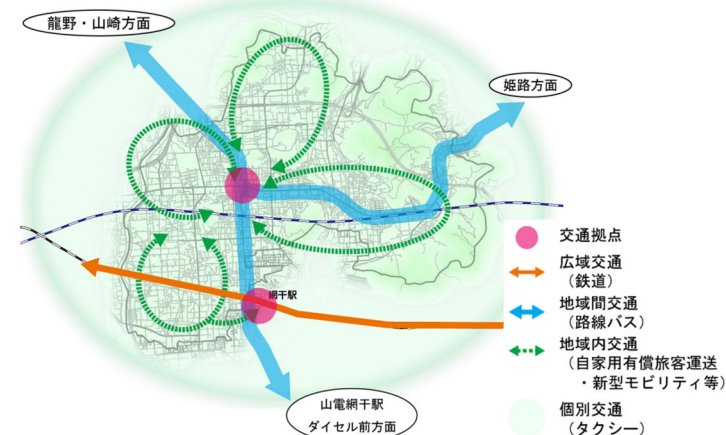 龍野・山崎方面
姫路方面
網干駅
山電網干駅
ダイセル前方面
交通拠点
広域交通
（鉄道）
地域間交通
（路線バス）
地域内交通
（自家用有償旅客運送
・新型モビリティ等）
個別交通
（タクシー）